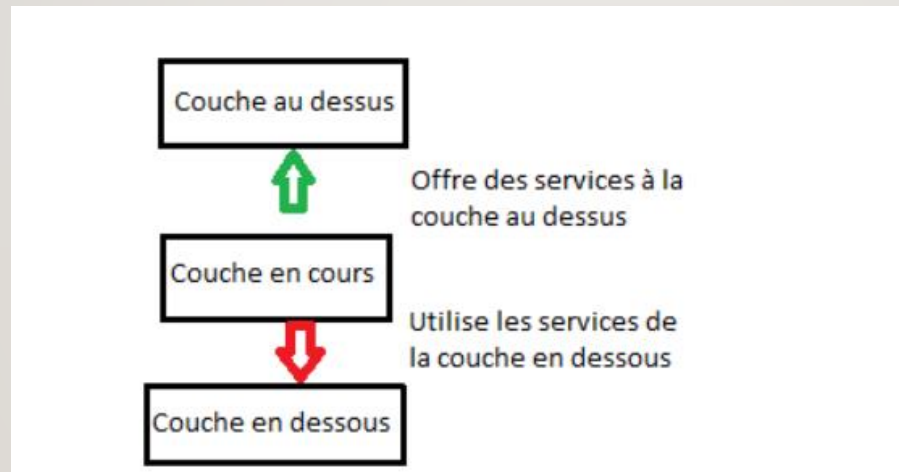 Couche au dessus
Offre des services à la
couche au dessus
Couche en cours
Utilise les services de
la couche en dessous
Couche en dessous